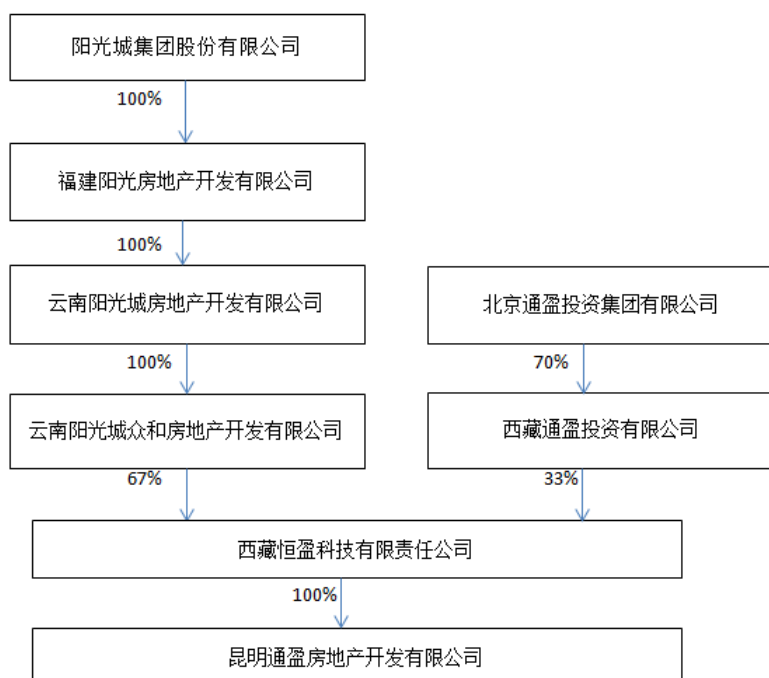 阳光城集团股份有限公司
100%
福建阳光房地产开发有限公司
100%
云南阳光城房地产开发有限公司
北京通盈投资集团有限公司
100%
70%
云南阳光城众和房地产开发有限公司
西藏通盈投资有限公司
67%
33%
西藏恒盈科技有限责任公司
100%
昆明通盈房地产开发有限公司